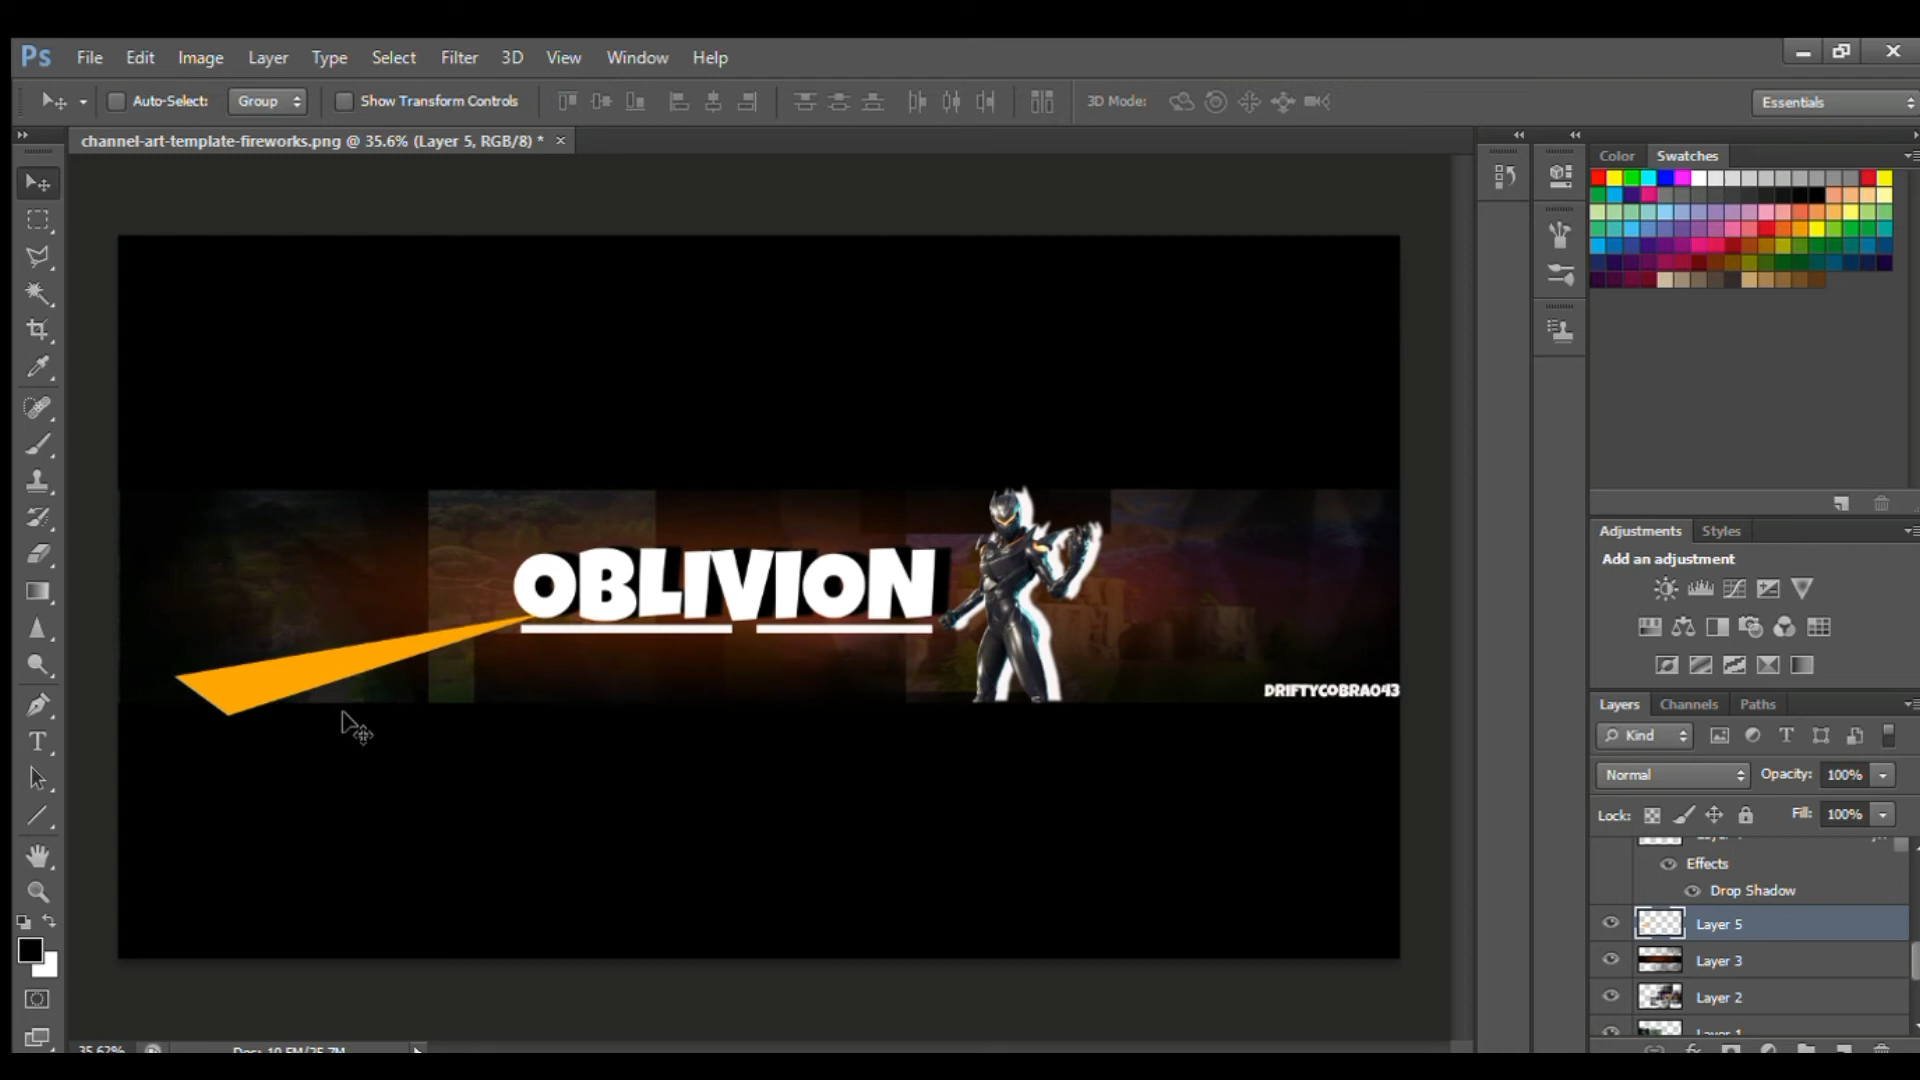 Ps File Edit Image Layer Type Select Filter 3D View Window Help
Auto-Select: Group Show Transform Controls 3D Mode: Essentials
channel-art-template-fireworks.png @ 35.6% (Layer 5, RGB/8) *
Color Swatches
OBLIVION
DRIFTYCOBRA043
Adjustments Styles
Add an adjustment
Layers Channels Paths
Kind
Normal Opacity: 100%
Lock: Fill: 100%
Effects
Drop Shadow
Layer 5
Layer 3
Layer 2
Layer 1
35.62% Doc: 10.5M/25.7M